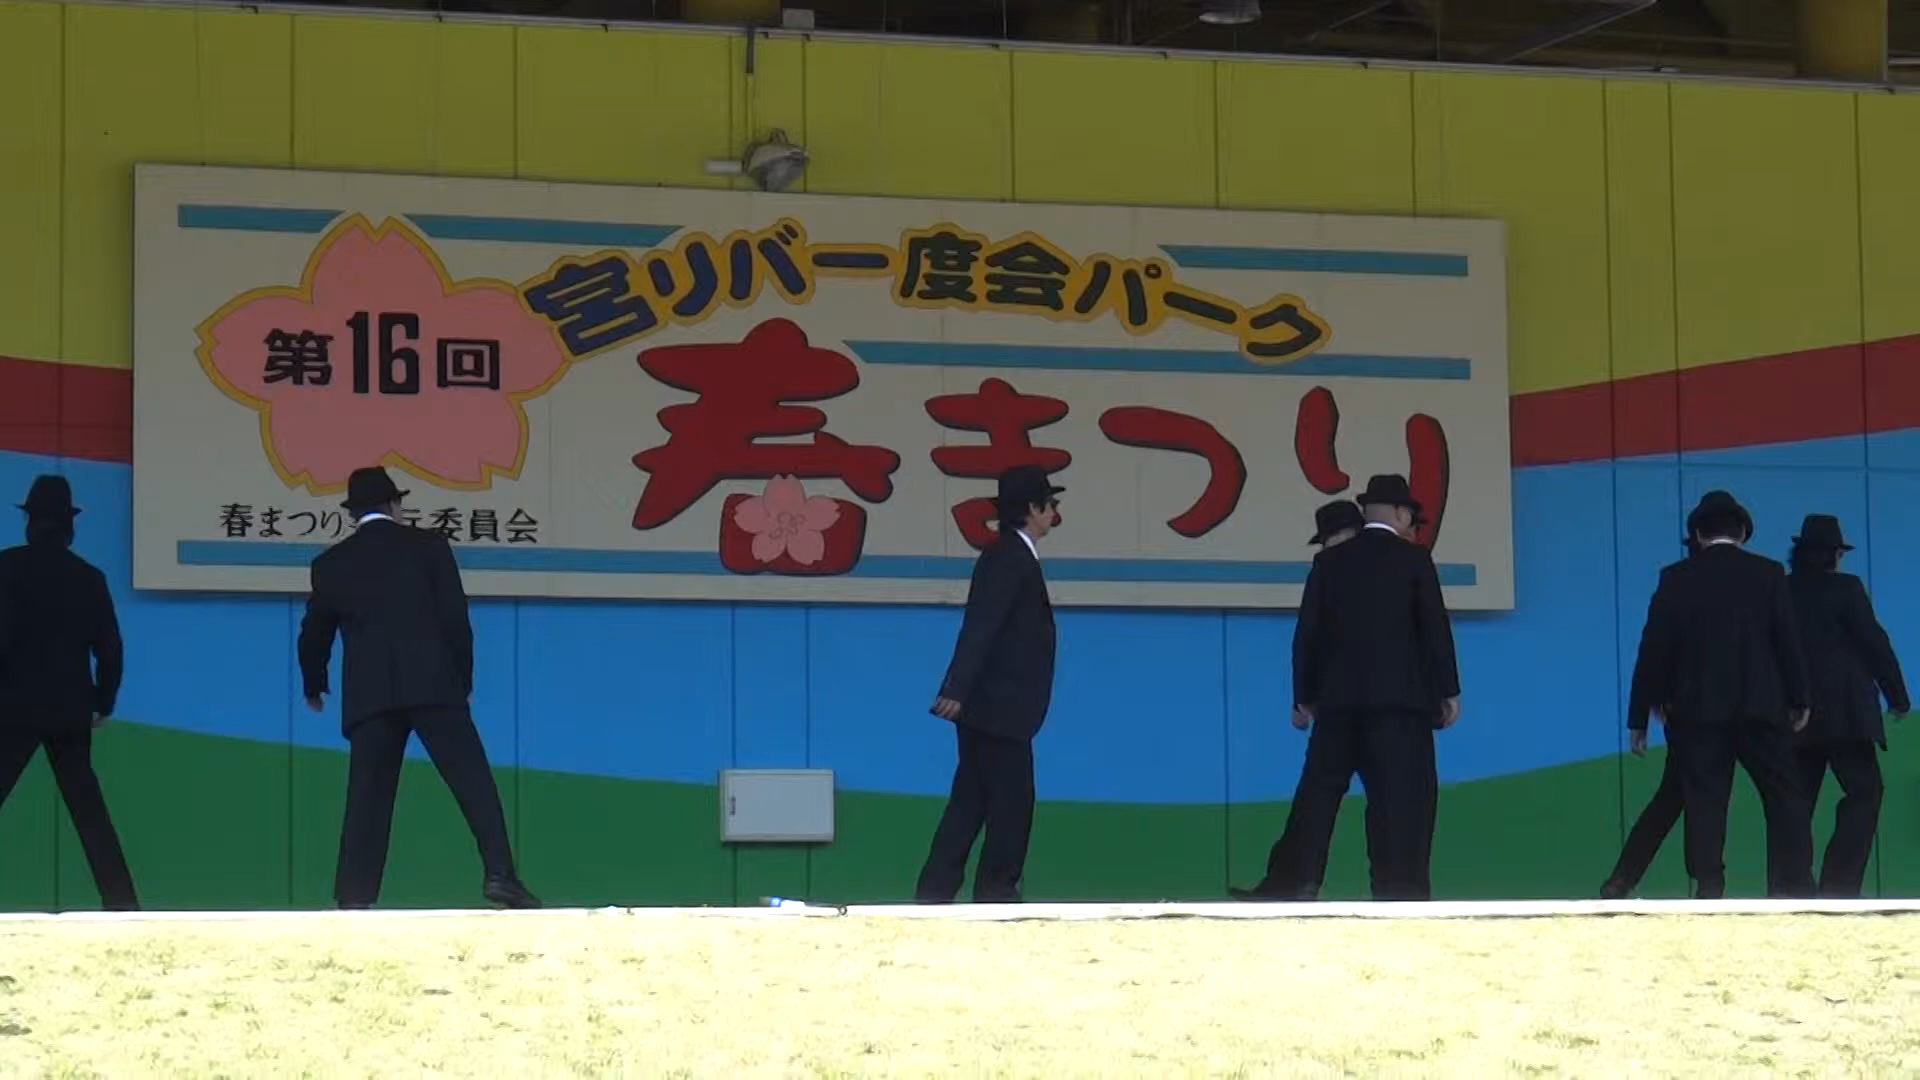 第16回
宮リバー度会パーク
春まつり
春まつり 委員会